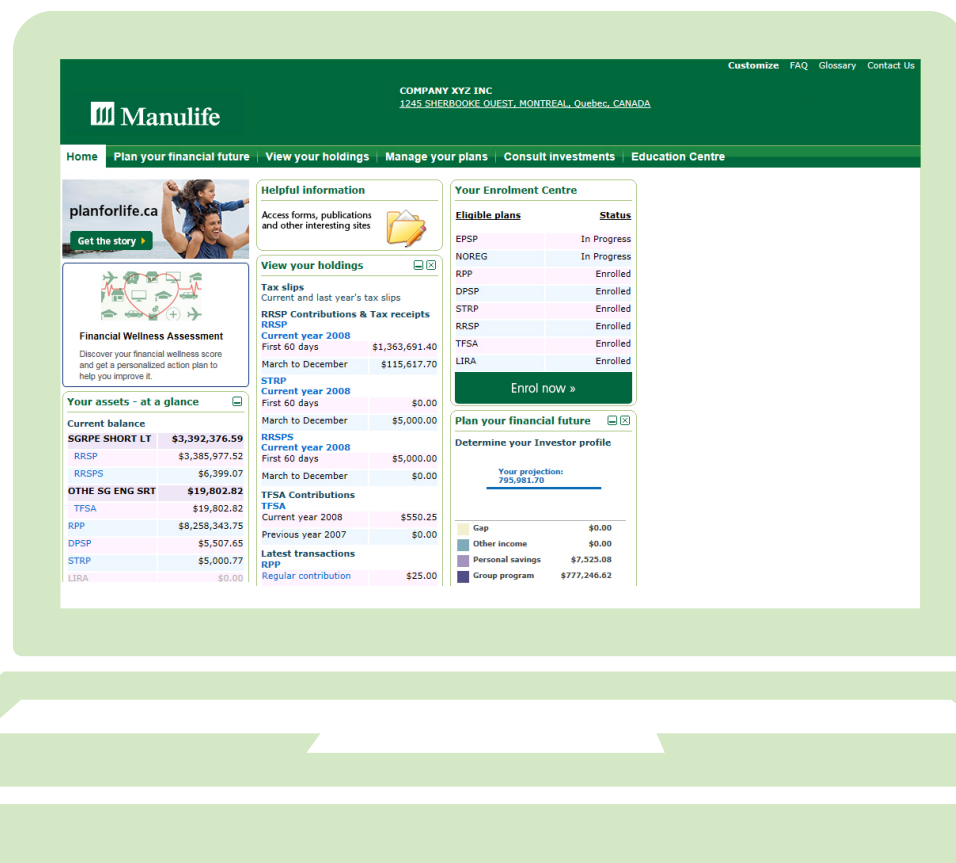 Customize FAQ Glossary Contact Us
COMPANY XYZ INC
1245 SHERBOOKE OUEST, MONTREAL, Quebec, CANADA
Manulife
Home Plan your financial future View your holdings Manage your plans Consult investments Education Centre
planforlife.ca
Get the story
Financial Wellness Assessment
Discover your financial wellness score
and get a personalized action plan to
help you improve it.
Your assets - at a glance
Current balance
SGRPE SHORT LT $3,392,376.59
RRSP $3,385,977.52
RRSPS $6,399.07
OTHE SG ENG SRT $19,802.82
TFSA $19,802.82
RPP $8,258,343.75
DPSP $5,507.65
STRP $5,000.77
LIRA $0.00
Helpful information
Access forms, publications
and other interesting sites
View your holdings
Tax slips
Current and last year's tax slips
RRSP Contributions & Tax receipts
RRSP
Current year 2008
First 60 days $1,363,691.40
March to December $115,617.70
STRP
Current year 2008
First 60 days $0.00
March to December $5,000.00
RRSPS
Current year 2008
First 60 days $5,000.00
March to December $0.00
TFSA Contributions
TFSA
Current year 2008 $550.25
Previous year 2007 $0.00
Latest transactions
RPP
Regular contribution $25.00
Your Enrolment Centre
Eligible plans Status
EPSP In Progress
NOREG In Progress
RPP Enrolled
DPSP Enrolled
STRP Enrolled
RRSP Enrolled
TFSA Enrolled
LIRA Enrolled
Enrol now »
Plan your financial future
Determine your Investor profile
Your projection:
795,981.70
Gap $0.00
Other income $0.00
Personal savings $7,525.08
Group program $777,246.62